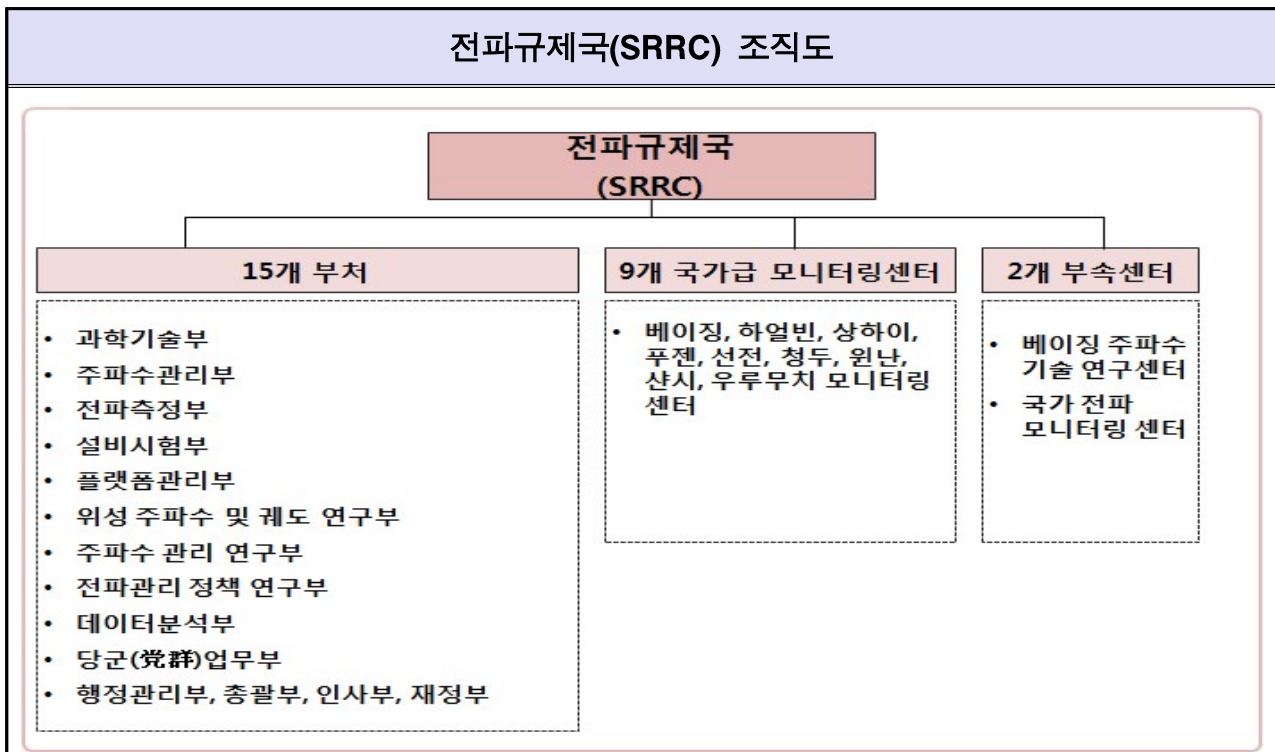 전파규제국(SRRC) 조직도
전파규제국
(SRRC)
15개 부처
• 과학기술부
• 주파수관리부
• 전파측정부
• 설비시험부
• 플랫폼관리부
• 위성 주파수 및 궤도 연구부
• 주파수 관리 연구부
• 전파관리 정책 연구부
• 데이터분석부
• 당군(党群)업무부
• 행정관리부, 총괄부, 인사부, 재정부
9개 국가급 모니터링센터
• 베이징, 하얼빈, 상하이,
푸젠, 선전, 청두, 윈난,
샨시, 우루무치 모니터링
센터
2개 부속센터
• 베이징 주파수
기술 연구센터
• 국가 전파
모니터링 센터